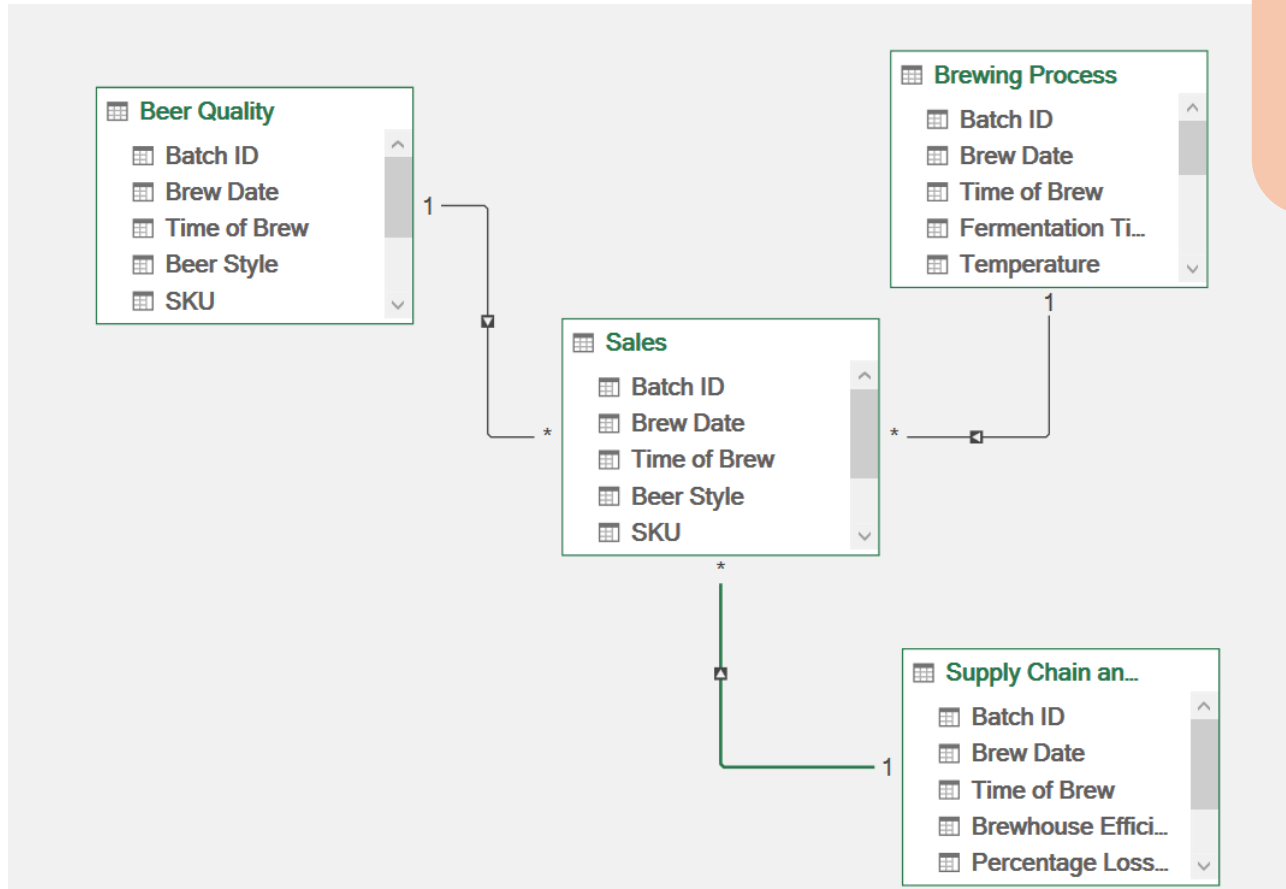 Beer Quality
Batch ID
Brew Date
Time of Brew
Beer Style
SKU
1
*
Brewing Process
Batch ID
Brew Date
Time of Brew
Fermentation Ti...
Temperature
1
*
Sales
Batch ID
Brew Date
Time of Brew
Beer Style
SKU
*
1
Supply Chain an...
Batch ID
Brew Date
Time of Brew
Brewhouse Effici...
Percentage Loss...